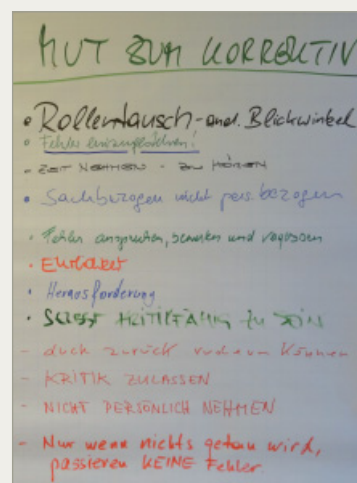 MUT ZUM KORREKTIV
• Rollentausch - and. Blickwinkel
• Fehler einzugestehen!
- ZEIT NEHMEN - ZU HÖREN
• Sachbezogen nicht pers. bezogen
• Fehler ansprechen, und vergessen
• Ehrlichkeit
• Herausforderung
• SELBST KRITIKFÄHIG ZU SEIN
- auch zurück rudern können
- KRITIK ZULASSEN
- NICHT PERSÖNLICH NEHMEN
- Nur wenn nichts getan wird,
passieren KEINE Fehler.